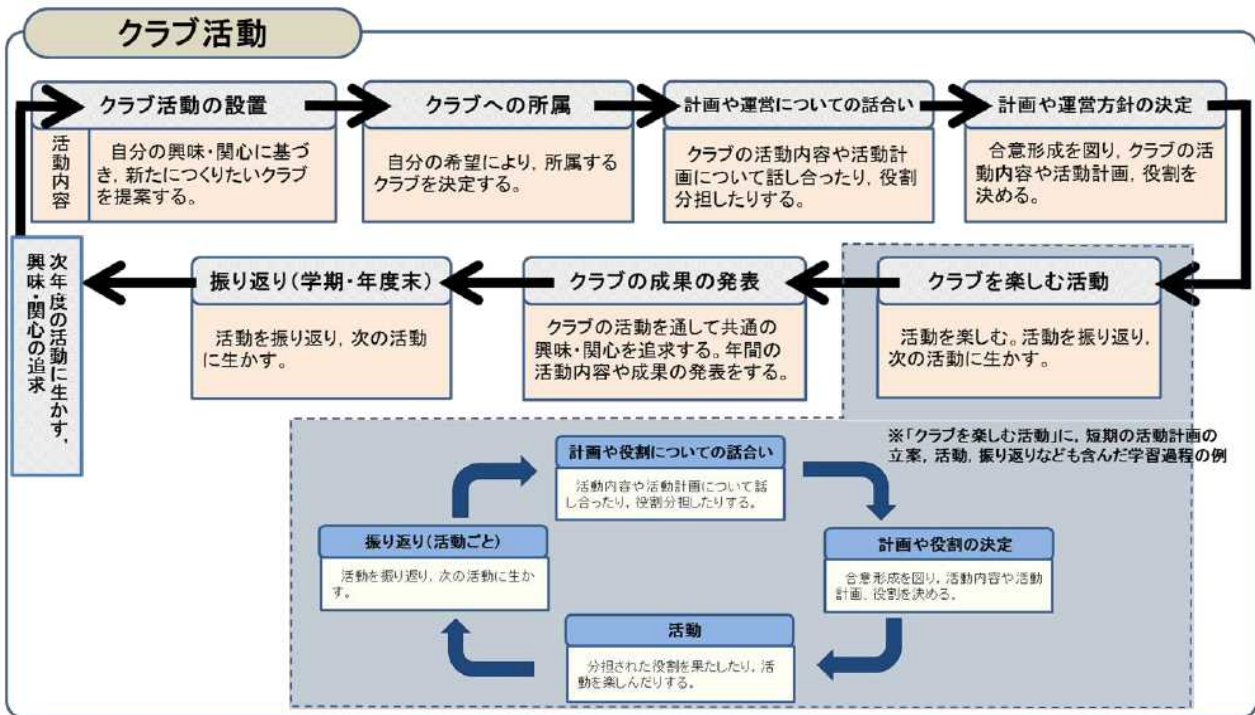 クラブ活動
クラブ活動の設置
活動内容
自分の興味・関心に基づ
き，新たにつくりたいクラブ
を提案する。
クラブへの所属
自分の希望により，所属する
クラブを決定する。
計画や運営についての話合い
クラブの活動内容や活動計
画について話し合ったり，役割
分担したりする。
計画や運営方針の決定
合意形成を図り，クラブの活
動内容や活動計画，役割を
決める。
クラブを楽しむ活動
活動を楽しむ。活動を振り返り，
次の活動に生かす。
クラブの成果の発表
クラブの活動を通して共通の
興味・関心を追求する。年間の
活動内容や成果の発表をする。
振り返り（学期・年度末）
活動を振り返り，次の活動
に生かす。
次年度の活動に生かす，
興味・関心の追求
※「クラブを楽しむ活動」に，短期の活動計画の
立案，活動，振り返りなども含んだ学習過程の例
計画や役割についての話合い
活動内容や活動計画について話
し合ったり，役割分担したりする。
計画や役割の決定
合意形成を図り，活動内容や活動
計画，役割を決める。
活動
分担された役割を果たしたり，活
動を楽しんだりする。
振り返り（活動ごと）
活動を振り返り，次の活動に生か
す。